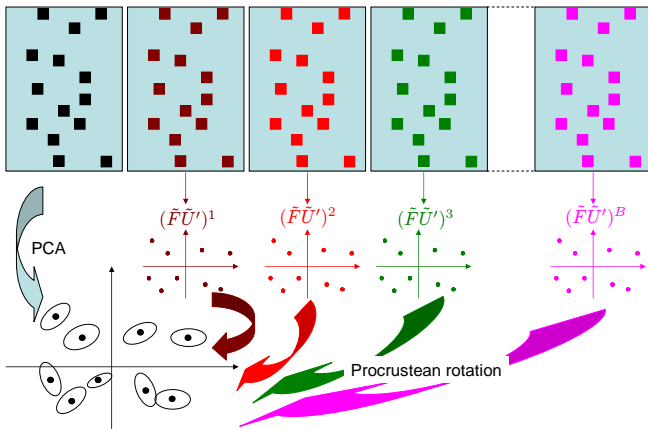 (F̃Ũ′)¹
(F̃Ũ′)²
(F̃Ũ′)³
(F̃Ũ′)ᴮ
PCA
Procrustean rotation